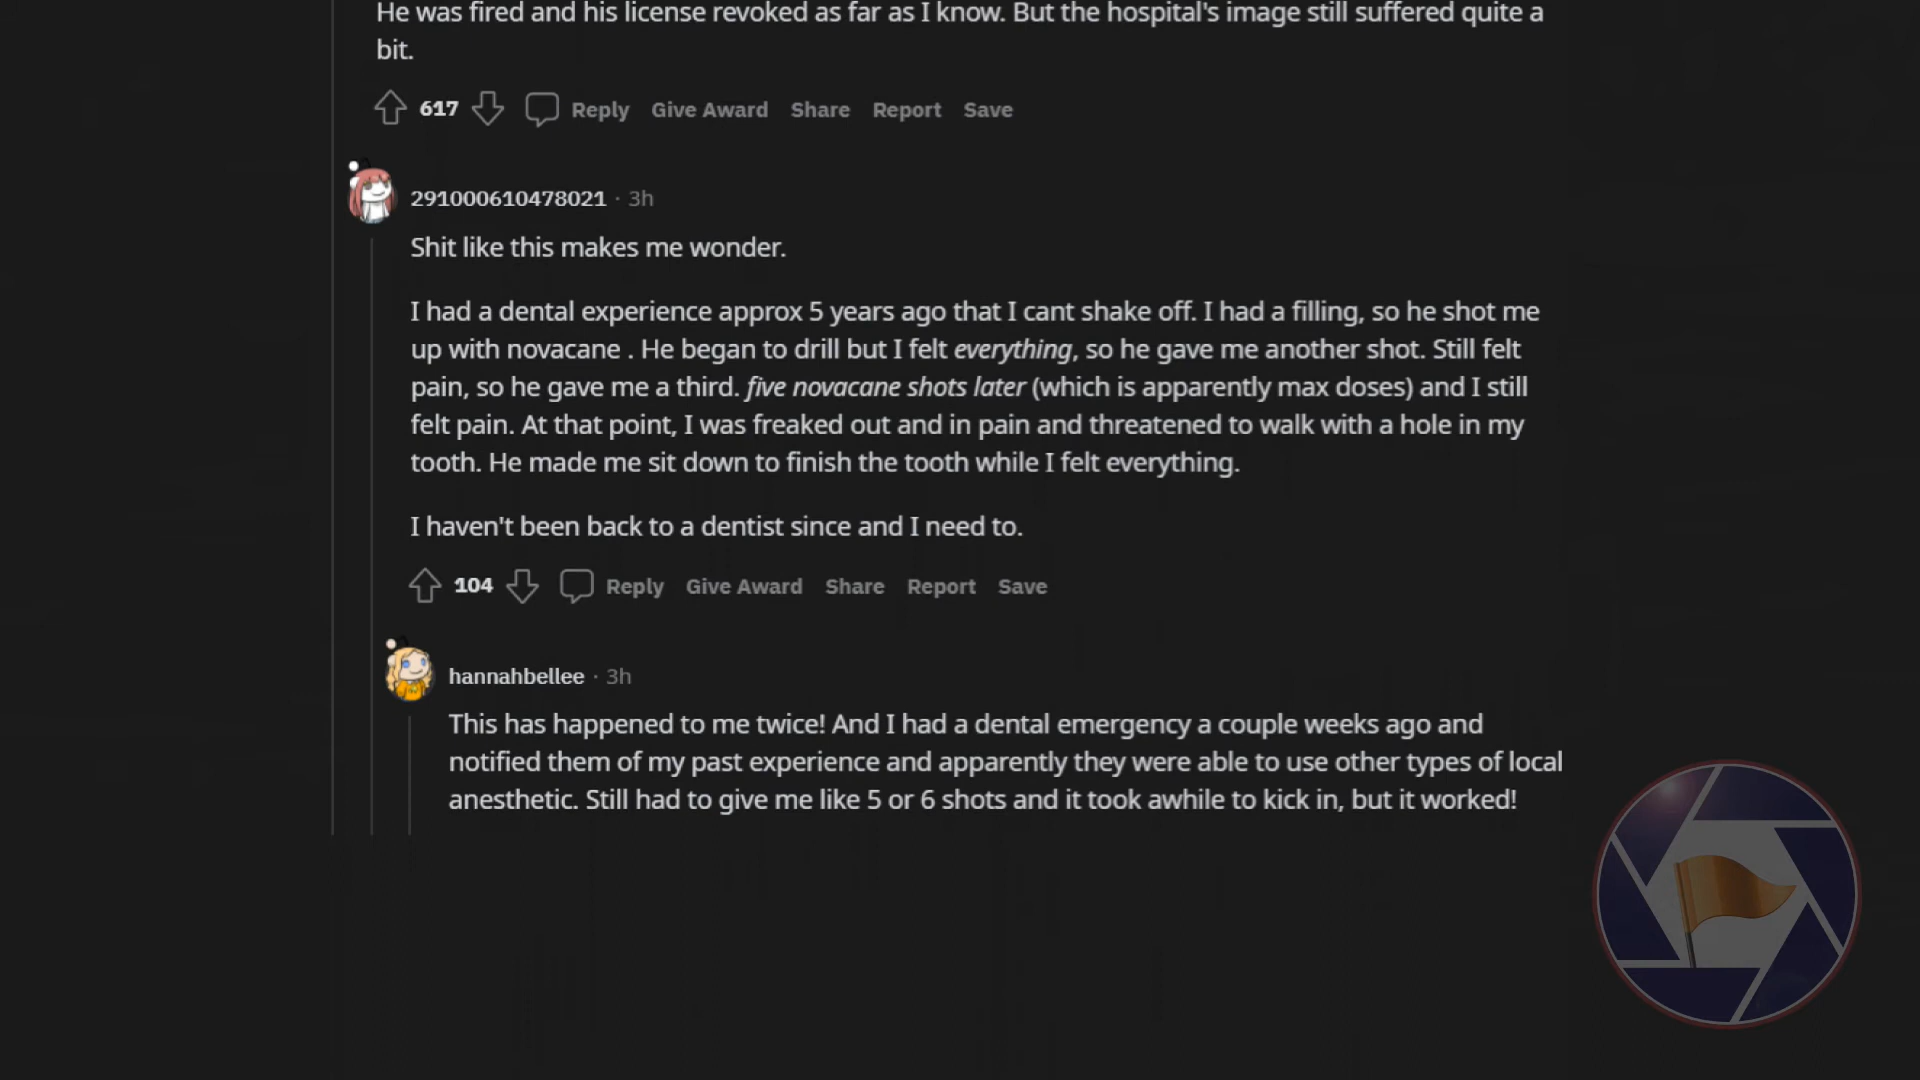 He was fired and his license revoked as far as I know. But the hospital's image still suffered quite a
bit.
617 Reply Give Award Share Report Save
291000610478021 · 3h
Shit like this makes me wonder.
I had a dental experience approx 5 years ago that I cant shake off. I had a filling, so he shot me
up with novacane . He began to drill but I felt everything, so he gave me another shot. Still felt
pain, so he gave me a third. five novacane shots later (which is apparently max doses) and I still
felt pain. At that point, I was freaked out and in pain and threatened to walk with a hole in my
tooth. He made me sit down to finish the tooth while I felt everything.
I haven't been back to a dentist since and I need to.
104 Reply Give Award Share Report Save
hannahbellee · 3h
This has happened to me twice! And I had a dental emergency a couple weeks ago and
notified them of my past experience and apparently they were able to use other types of local
anesthetic. Still had to give me like 5 or 6 shots and it took awhile to kick in, but it worked!